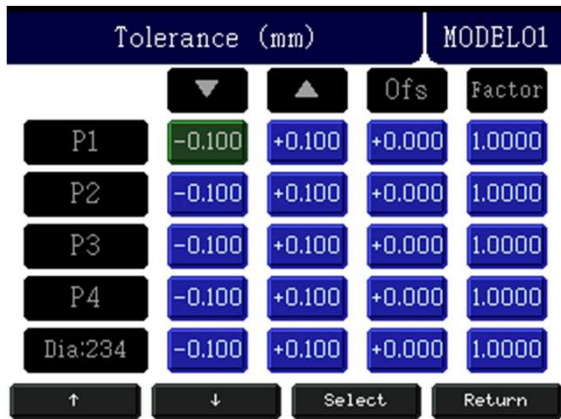 Tolerance (mm) MODEL01
▼ ▲ Ofs Factor
P1 -0.100 +0.100 +0.000 1.0000
P2 -0.100 +0.100 +0.000 1.0000
P3 -0.100 +0.100 +0.000 1.0000
P4 -0.100 +0.100 +0.000 1.0000
Dia:234 -0.100 +0.100 +0.000 1.0000
↑ ↓ Select Return